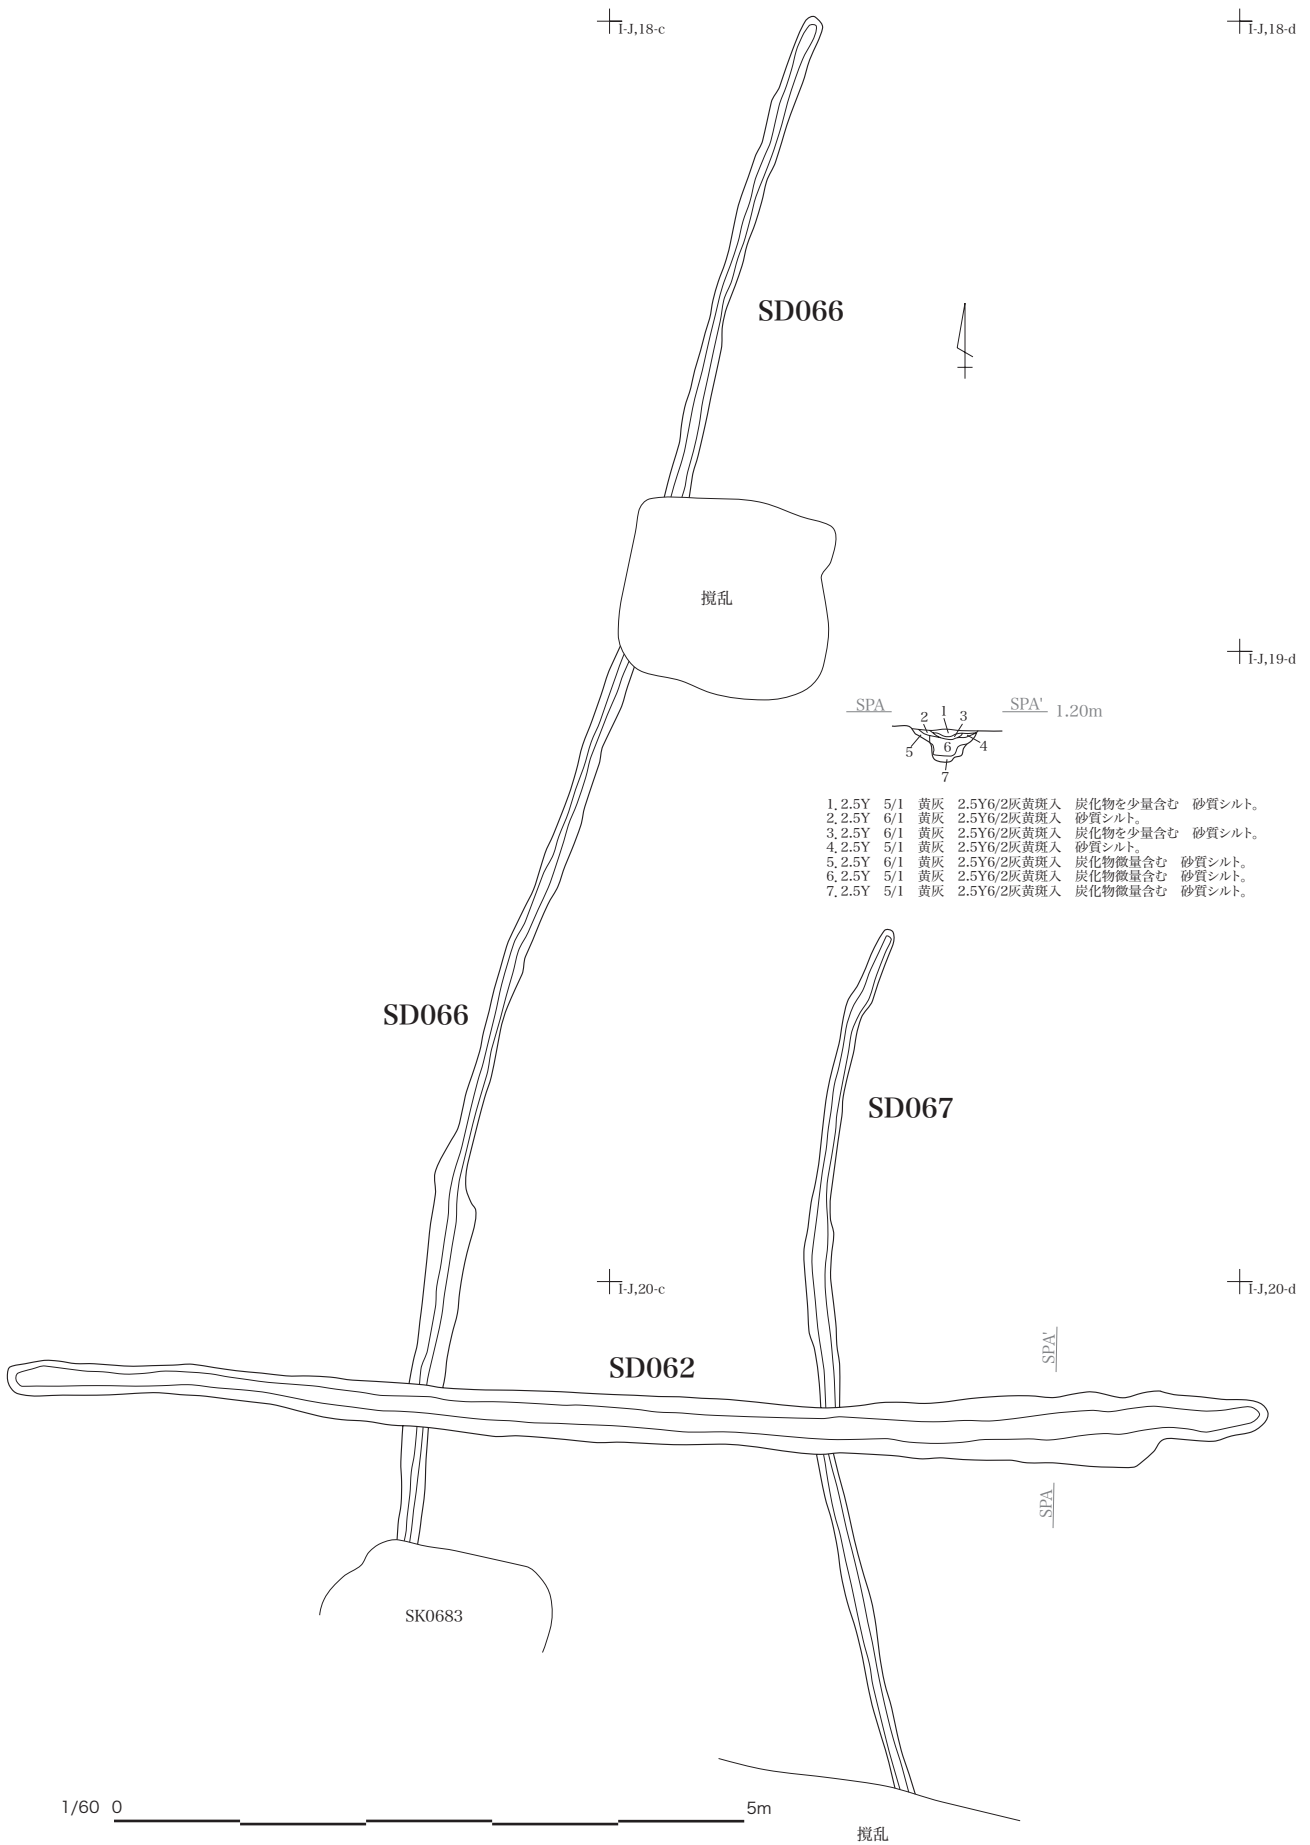 I-J,18-c
I-J,18-d
SD066
撹乱
I-J,19-d
SPA
SPA'
1.20m
1
2
3
4
5
6
7
1. 2.5Y 5/1 黄灰 2.5Y6/2灰黄斑入 炭化物を少量含む 砂質シルト。
2. 2.5Y 6/1 黄灰 2.5Y6/2灰黄斑入 砂質シルト。
3. 2.5Y 6/1 黄灰 2.5Y6/2灰黄斑入 炭化物を少量含む 砂質シルト。
4. 2.5Y 5/1 黄灰 2.5Y6/2灰黄斑入 砂質シルト。
5. 2.5Y 6/1 黄灰 2.5Y6/2灰黄斑入 炭化物微量含む 砂質シルト。
6. 2.5Y 5/1 黄灰 2.5Y6/2灰黄斑入 炭化物微量含む 砂質シルト。
7. 2.5Y 5/1 黄灰 2.5Y6/2灰黄斑入 炭化物微量含む 砂質シルト。
SD066
SD067
I-J,20-c
I-J,20-d
SPA'
SD062
SPA
SK0683
1/60 0 5m
撹乱